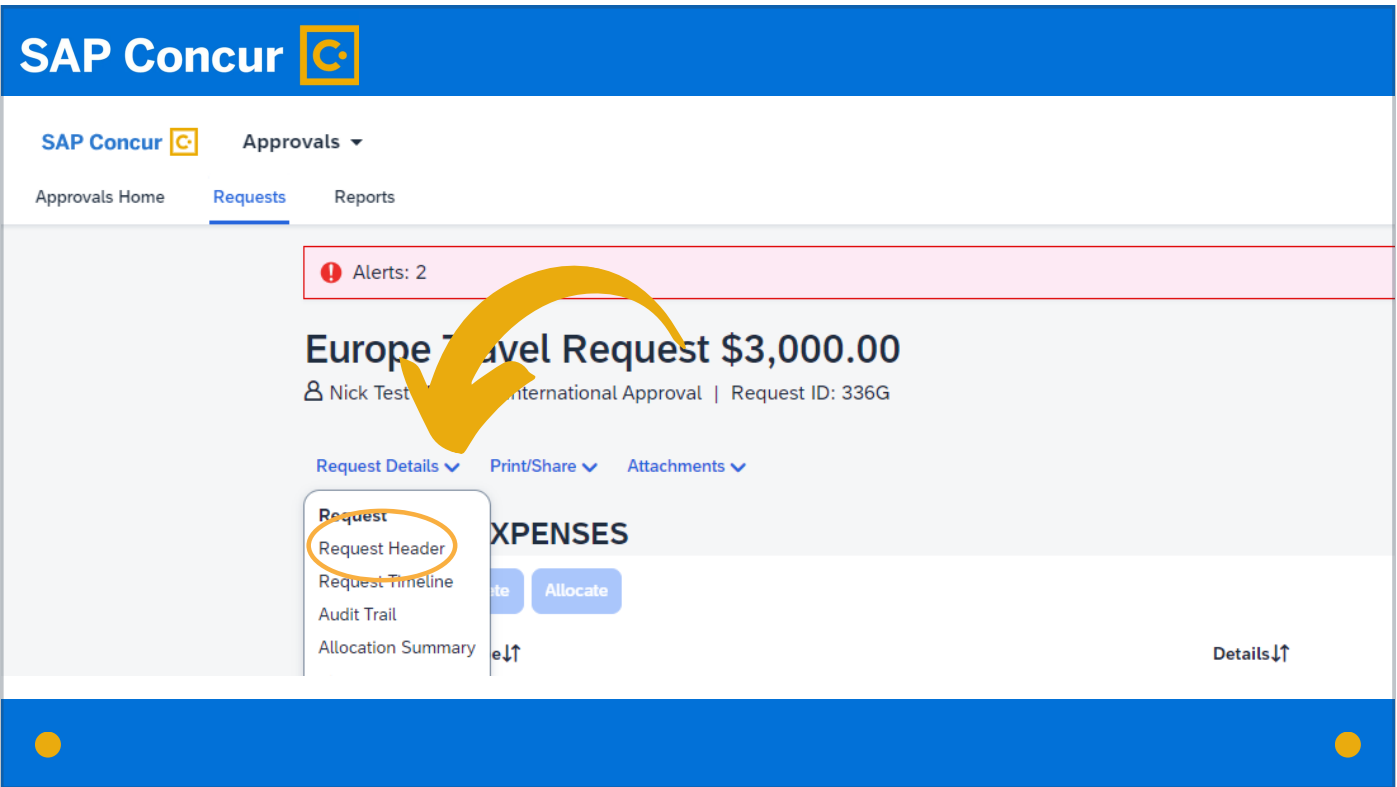 SAP Concur C
SAP Concur C Approvals
Approvals Home Requests Reports
Alerts: 2
Europe Request $3,000.00
Nick Test International Approval | Request ID: 336G
Request Details Print/Share Attachments
Request
XPENSES
Request Header
Request Timeline
te Allocate
Audit Trail
Allocation Summary
e Details